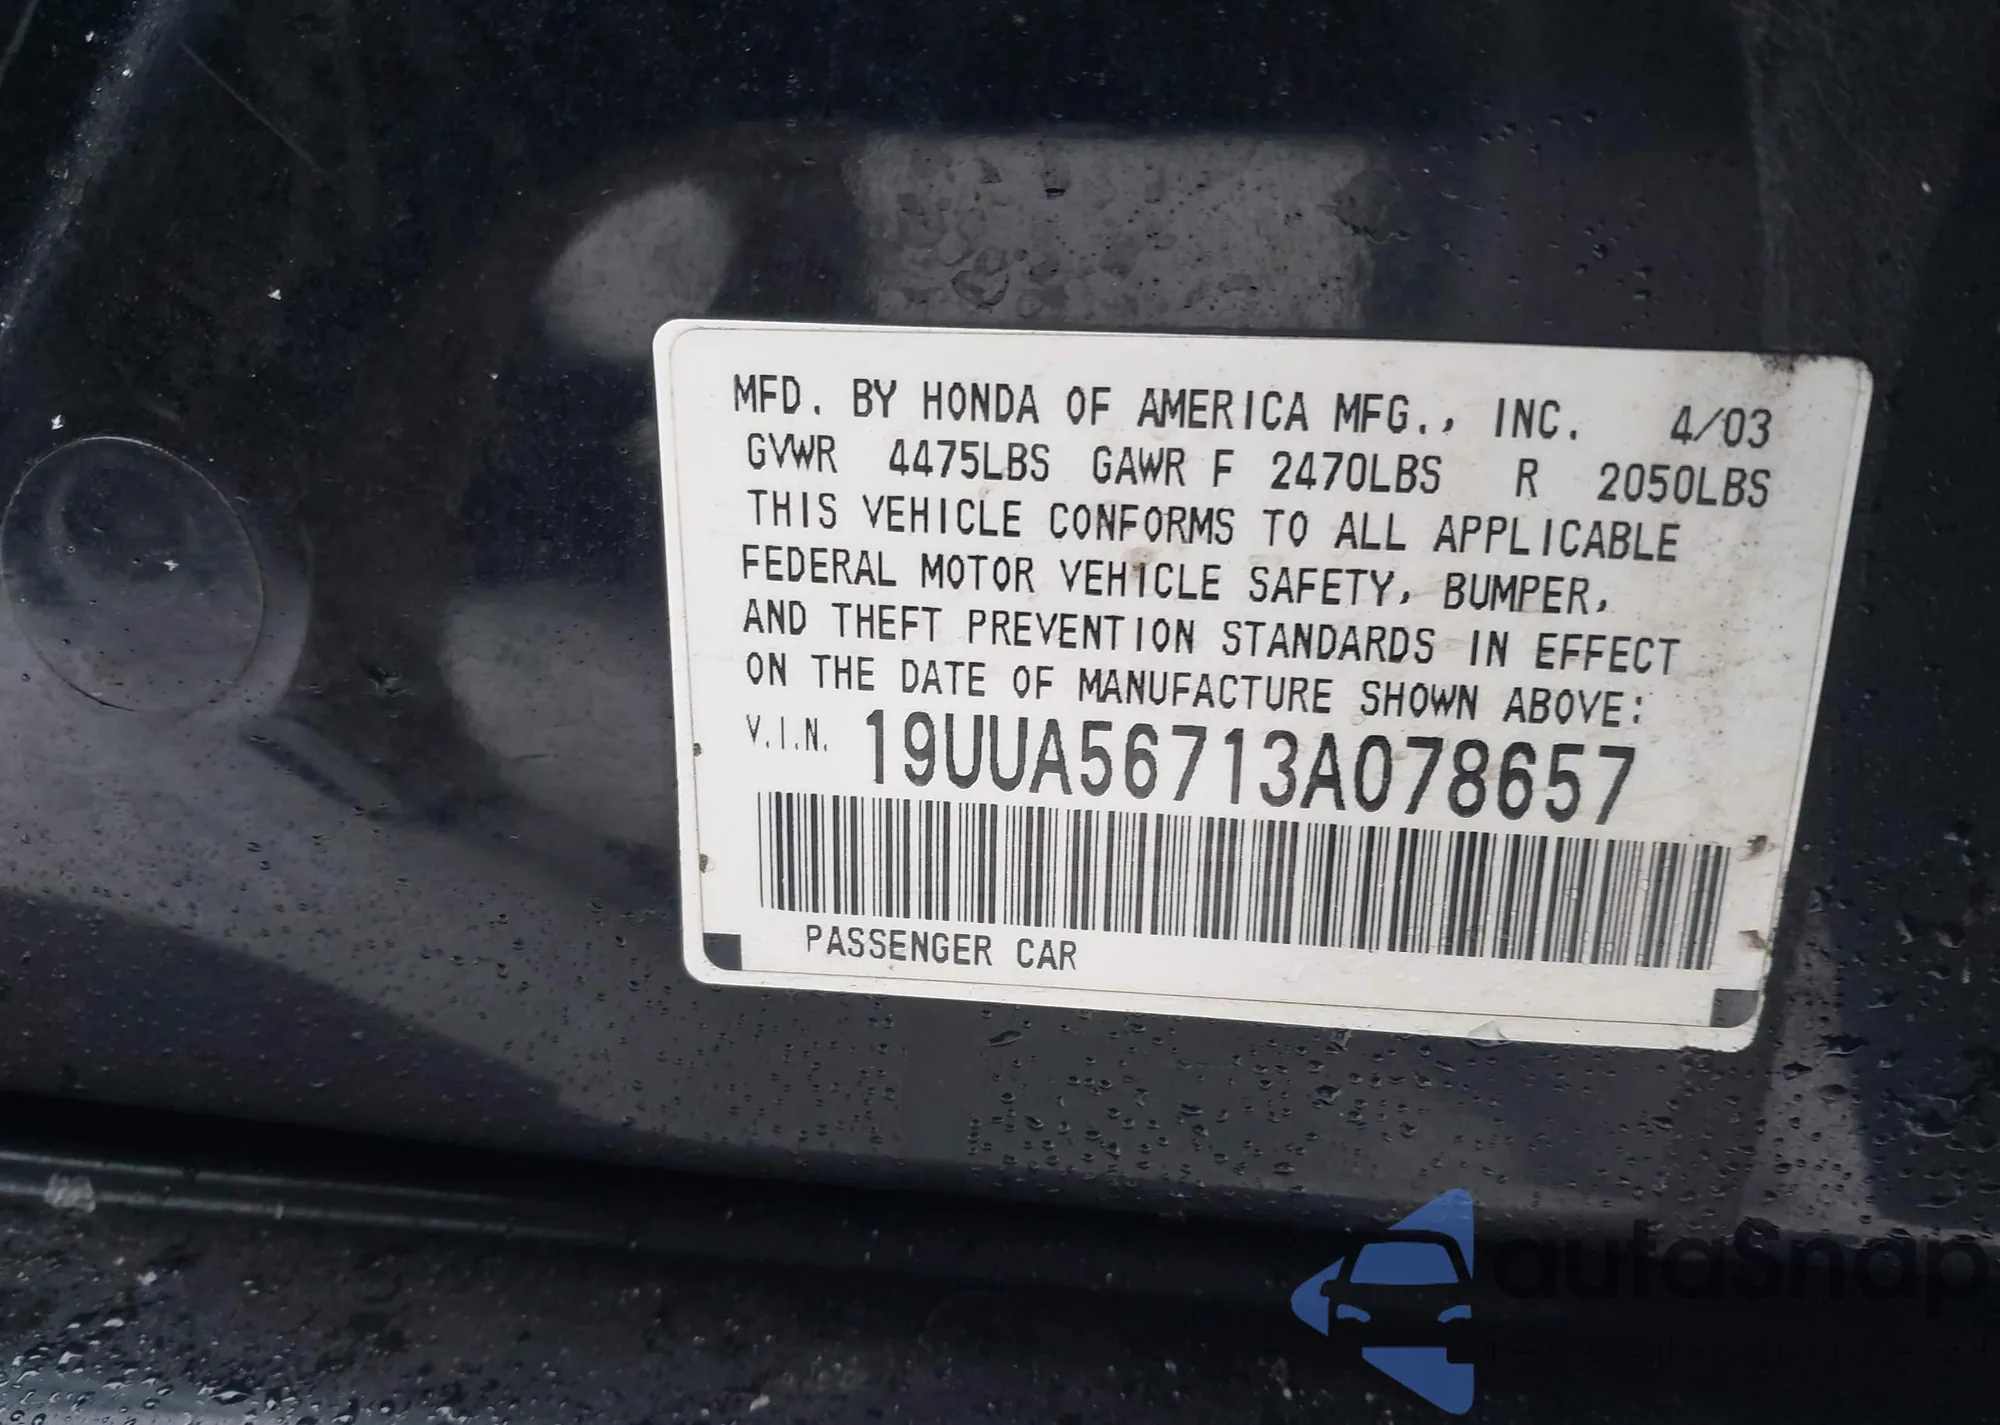 MFD. BY HONDA OF AMERICA MFG., INC. 4/03
GVWR 4475LBS GAWR F 2470LBS R 2050LBS
THIS VEHICLE CONFORMS TO ALL APPLICABLE
FEDERAL MOTOR VEHICLE SAFETY, BUMPER,
AND THEFT PREVENTION STANDARDS IN EFFECT
ON THE DATE OF MANUFACTURE SHOWN ABOVE:
V.I.N. 19UUA56713A078657
PASSENGER CAR
autasnap